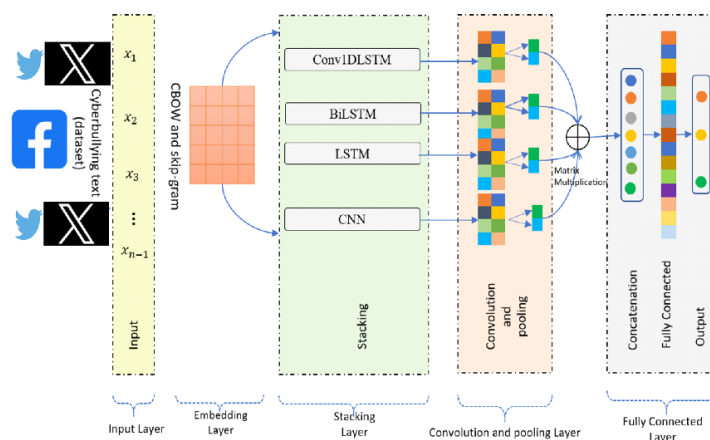 x₁
x₂
x₃
...
xₙ₋₁
Cyberbullying text
(dataset)
Input
CBOW and skip-gram
Conv1DLSTM
BiLSTM
LSTM
CNN
Stacking
Convolution
and
pooling
Matrix
Multiplication
Concatenation
Fully Connected
Output
Input Layer
Embedding
Layer
Stacking
Layer
Convolution and pooling Layer
Fully Connected
Layer